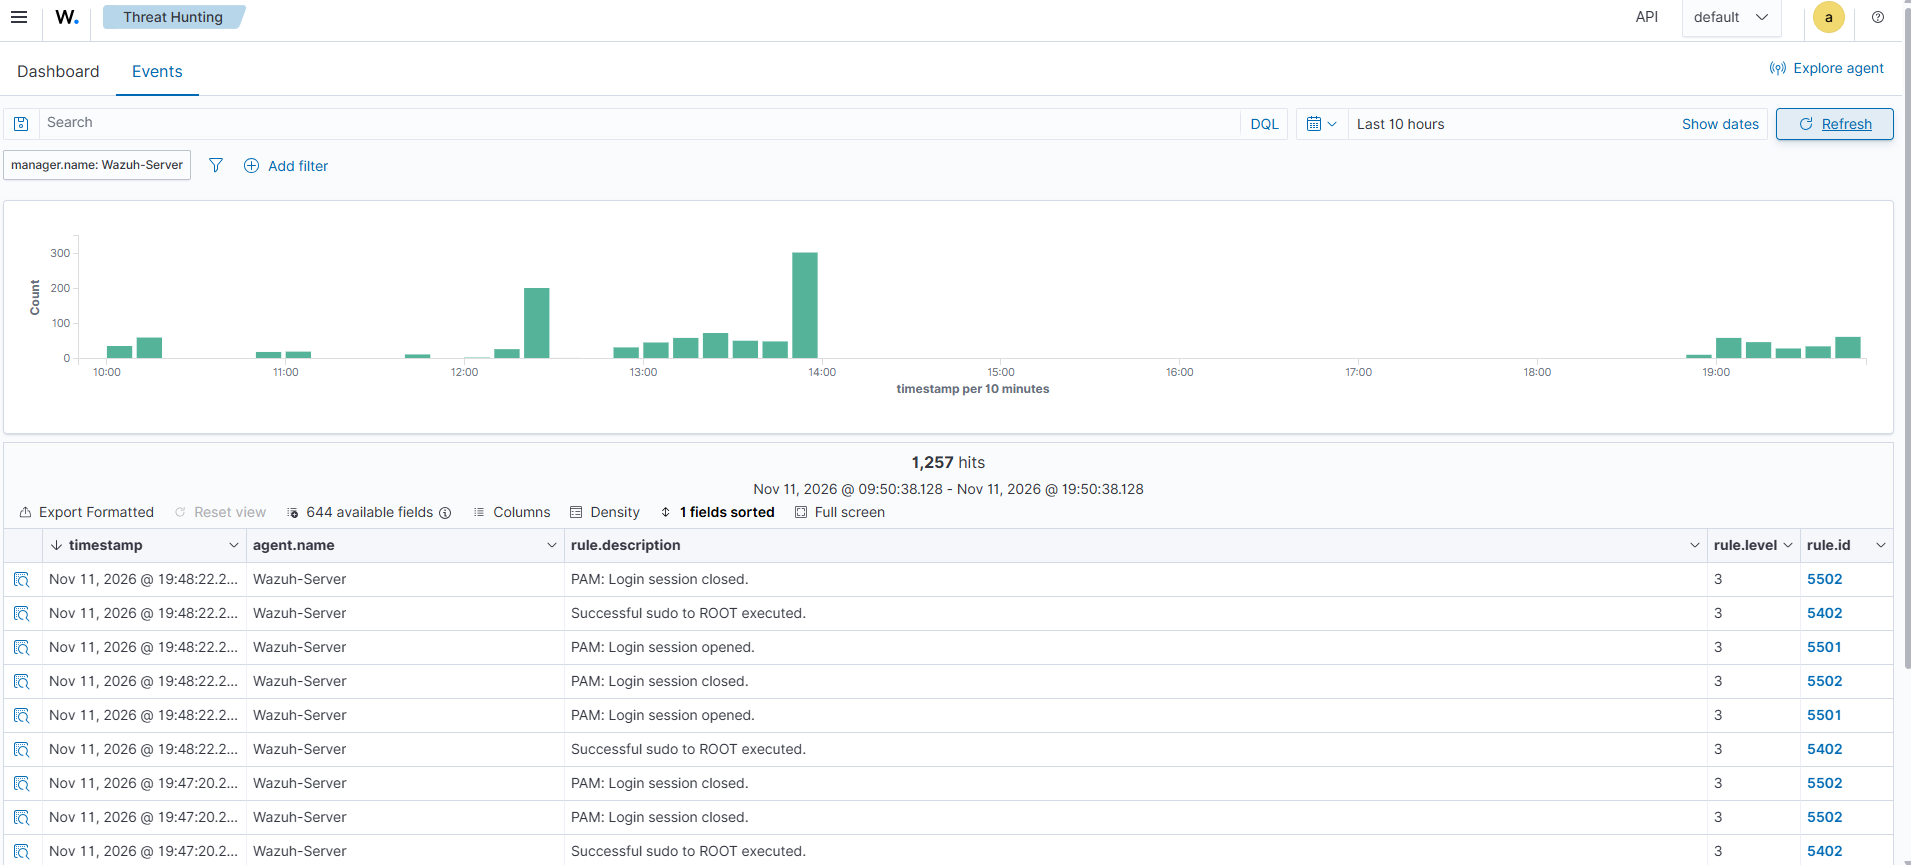 W. Threat Hunting API default a
Dashboard Events Explore agent
Search DQL Last 10 hours Show dates Refresh
manager.name: Wazuh-Server Add filter
300
200
100
0
Count
10:00 11:00 12:00 13:00 14:00 15:00 16:00 17:00 18:00 19:00
timestamp per 10 minutes
1,257 hits
Nov 11, 2026 @ 09:50:38.128 - Nov 11, 2026 @ 19:50:38.128
Export Formatted Reset view 644 available fields Columns Density 1 fields sorted Full screen
timestamp agent.name rule.description rule.level rule.id
Nov 11, 2026 @ 19:48:22.2... Wazuh-Server PAM: Login session closed. 3 5502
Nov 11, 2026 @ 19:48:22.2... Wazuh-Server Successful sudo to ROOT executed. 3 5402
Nov 11, 2026 @ 19:48:22.2... Wazuh-Server PAM: Login session opened. 3 5501
Nov 11, 2026 @ 19:48:22.2... Wazuh-Server PAM: Login session closed. 3 5502
Nov 11, 2026 @ 19:48:22.2... Wazuh-Server PAM: Login session opened. 3 5501
Nov 11, 2026 @ 19:48:22.2... Wazuh-Server Successful sudo to ROOT executed. 3 5402
Nov 11, 2026 @ 19:47:20.2... Wazuh-Server PAM: Login session closed. 3 5502
Nov 11, 2026 @ 19:47:20.2... Wazuh-Server PAM: Login session closed. 3 5502
Nov 11, 2026 @ 19:47:20.2... Wazuh-Server Successful sudo to ROOT executed. 3 5402